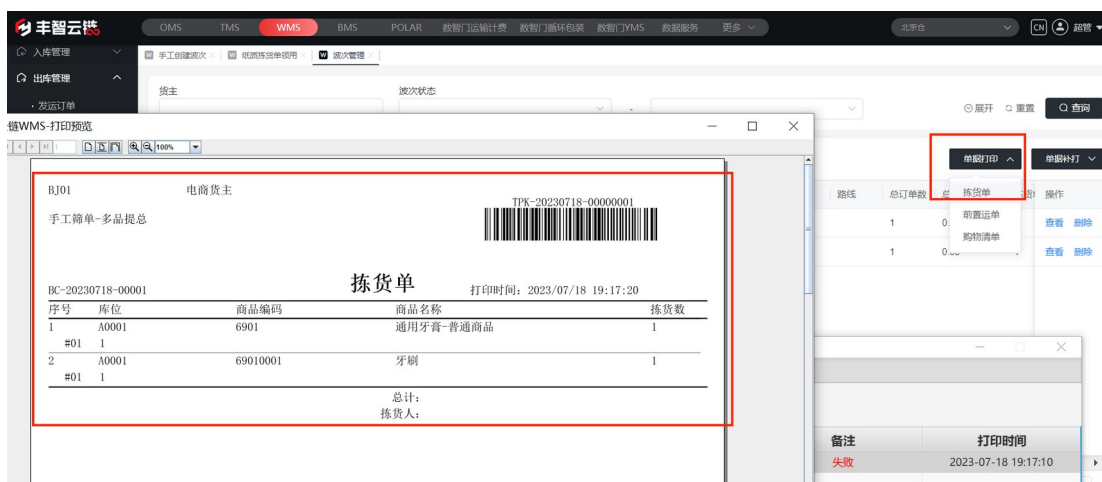 丰智云链 OMS TMS WMS BMS POLAR 数智门运输计费 数智门循环包装 数智门YMS 数据服务 更多 北京仓 CN 超管
入库管理 W 手工创建波次 × W 纸质拣货单领用 × W 波次管理 ×
出库管理
· 发运订单
货主 波次状态
- 展开 重置 查询
链WMS-打印预览
1 100%
单据打印 单据补打
拣货单
前置运单
购物清单
路线 总订单数 操作
1 查看 删除
1 0.00 查看 删除
BJ01 电商货主
TPK-20230718-00000001
手工筛单-多品提总
拣货单
BC-20230718-00001 打印时间: 2023/07/18 19:17:20
序号 库位 商品编码 商品名称 拣货数
1 A0001 6901 通用牙膏-普通商品 1
#01 1
2 A0001 69010001 牙刷 1
#01 1
总计:
拣货人:
备注 打印时间
失败 2023-07-18 19:17:10